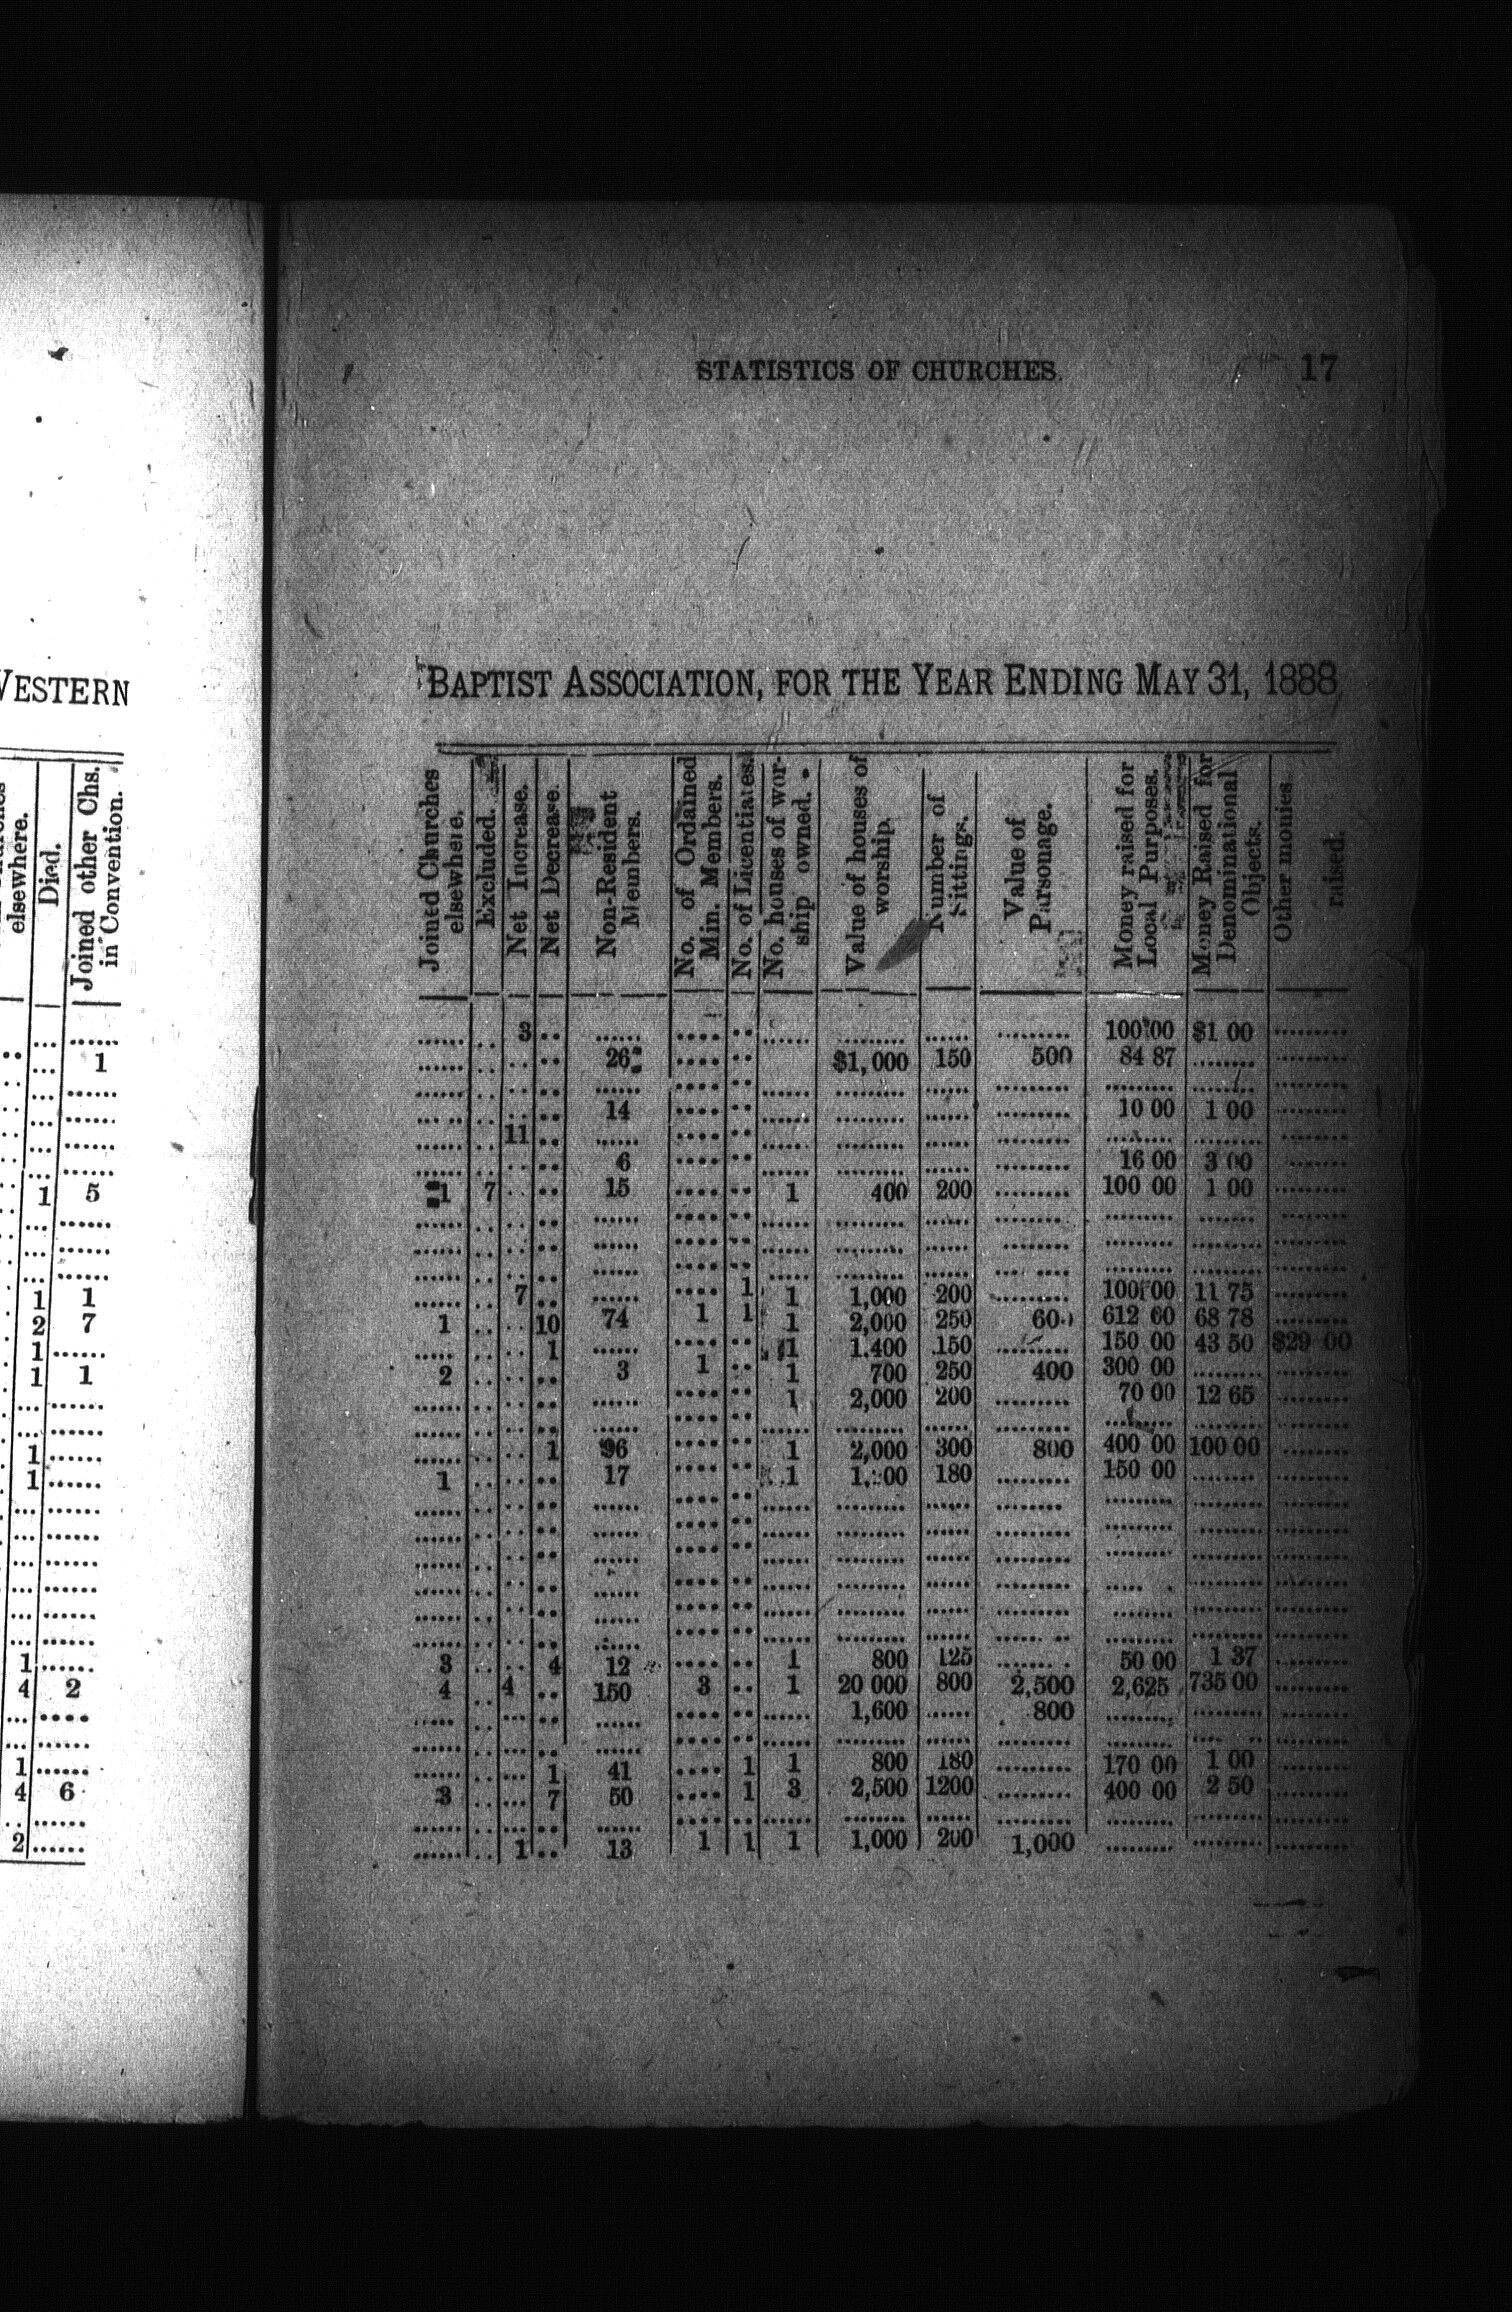 STATISTICS OF CHURCHES. 17
WESTERN
BAPTIST ASSOCIATION, FOR THE YEAR ENDING MAY 31, 1888
elsewhere. Died. Joined other Chs. in Convention.
Joined Churches elsewhere. Excluded. Net Increase. Net Decrease. Non-Resident Members. No. of Ordained Min. Members. No. of Licentiates. No. houses of worship owned. Value of houses of worship. Number of Sittings. Value of Parsonage. Money raised for Local Purposes. Money Raised for Denominational Objects. Other monies raised.
3 100 00 $1 00
1 26 $1,000 150 500 84 87
14 10 00 1 00
11
6 16 00 3 00
1 5 1 7 15 1 400 200 100 00 1 00
1 1 7 1 1 1,000 200 100 00 11 75
2 7 1 10 74 1 1 1 2,000 250 600 612 60 68 78
1 1 1 1.400 150 150 00 43 50 $29 00
1 1 2 3 1 1 700 250 400 300 00
1 2,000 200 70 00 12 65
1 1 96 1 2,000 300 800 400 00 100 00
1 1 17 1 180 150 00
1 3 4 12 1 800 125 50 00 1 37
4 2 4 4 150 3 1 20 000 800 2,500 2,625 735 00
1,600 800
1 1 41 1 1 800 180 170 00 1 00
4 6 3 7 50 1 3 2,500 1200 400 00 2 50
2 1 13 1 1 1 1,000 200 1,000